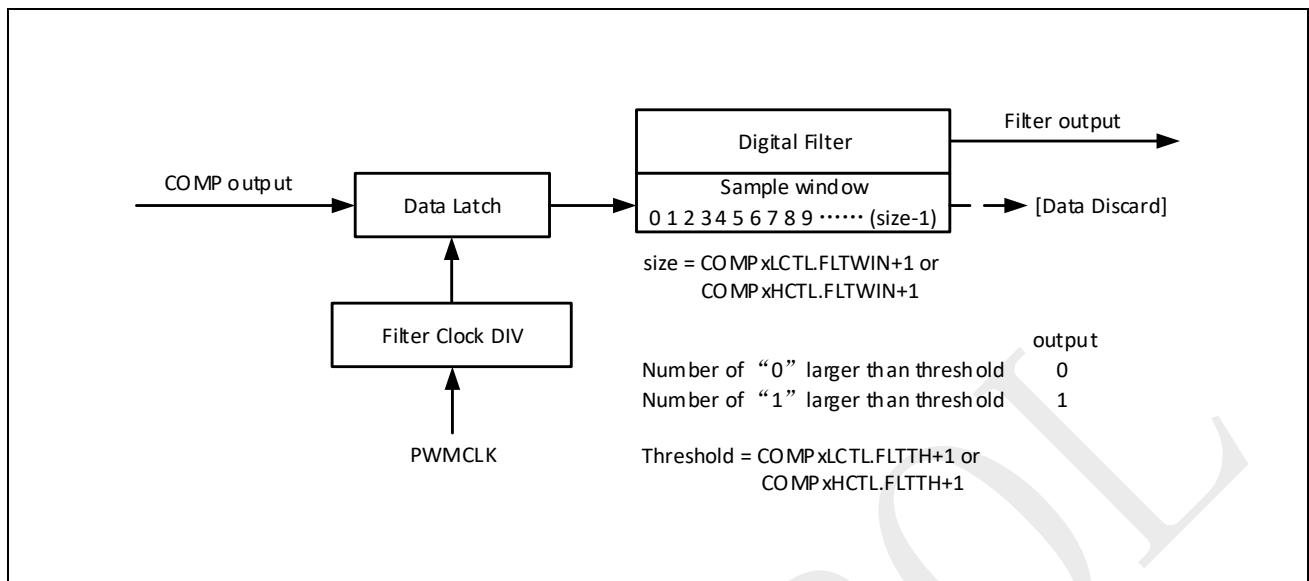 COMP output
Data Latch
Filter Clock DIV
PWMCLK
Digital Filter
Sample window
0 1 2 3 4 5 6 7 8 9 ······ (size-1)
Filter output
[Data Discard]
size = COMPxLCTL.FLTWIN+1 or
COMPxHCTL.FLTWIN+1
output
Number of “0” larger than threshold 0
Number of “1” larger than threshold 1
Threshold = COMPxLCTL.FLTTH+1 or
COMPxHCTL.FLTTH+1